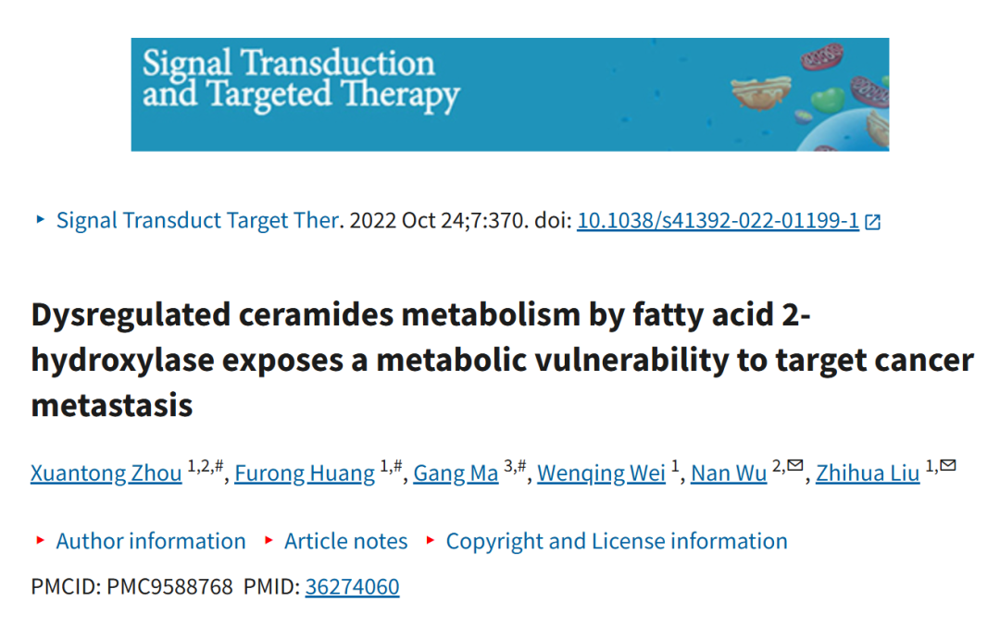 Signal Transduction
and Targeted Therapy
Signal Transduct Target Ther. 2022 Oct 24;7:370. doi: 10.1038/s41392-022-01199-1
Dysregulated ceramides metabolism by fatty acid 2-
hydroxylase exposes a metabolic vulnerability to target cancer
metastasis
Xuantong Zhou 1,2,#, Furong Huang 1,#, Gang Ma 3,#, Wenqing Wei 1, Nan Wu 2,✉, Zhihua Liu 1,✉
Author information Article notes Copyright and License information
PMCID: PMC9588768 PMID: 36274060